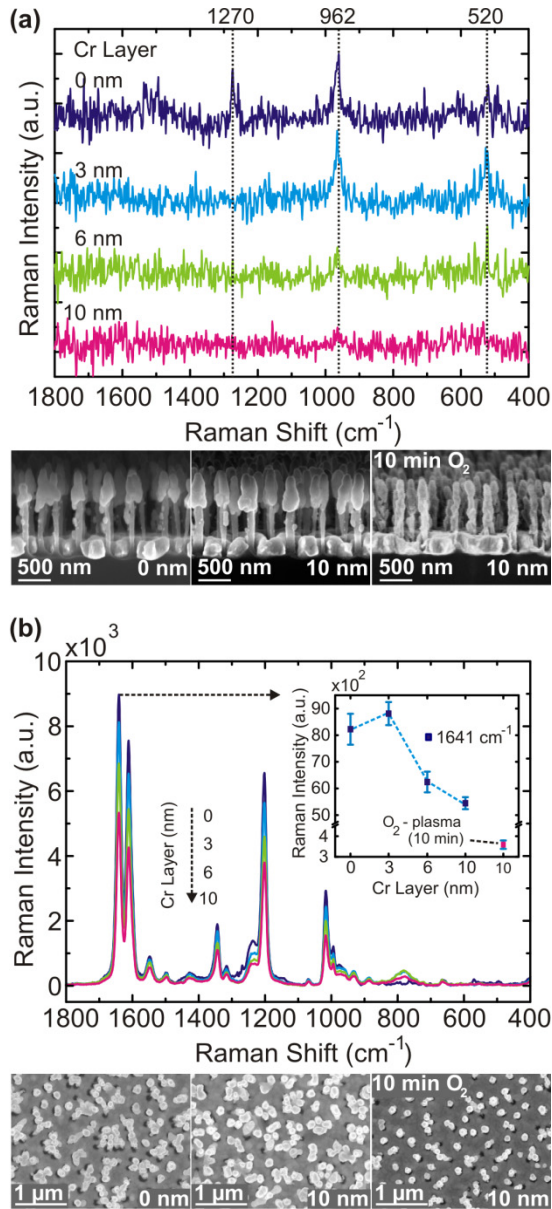 (a)
1270 962 520
Cr Layer
0 nm
3 nm
6 nm
10 nm
Raman Intensity (a.u.)
1800 1600 1400 1200 1000 800 600 400
Raman Shift (cm⁻¹)
500 nm 0 nm
500 nm 10 nm
10 min O₂
500 nm 10 nm
(b)
x10³
10
8
6
4
2
0
Raman Intensity (a.u.)
Cr Layer (nm)
0
3
6
10
x10²
90
80
70
60
50
4
3
Raman Intensity (a.u.)
1641 cm⁻¹
O₂ - plasma
(10 min)
0 3 6 10 10
Cr Layer (nm)
1800 1600 1400 1200 1000 800 600 400
Raman Shift (cm⁻¹)
1 µm 0 nm
1 µm 10 nm
10 min O₂
1 µm 10 nm